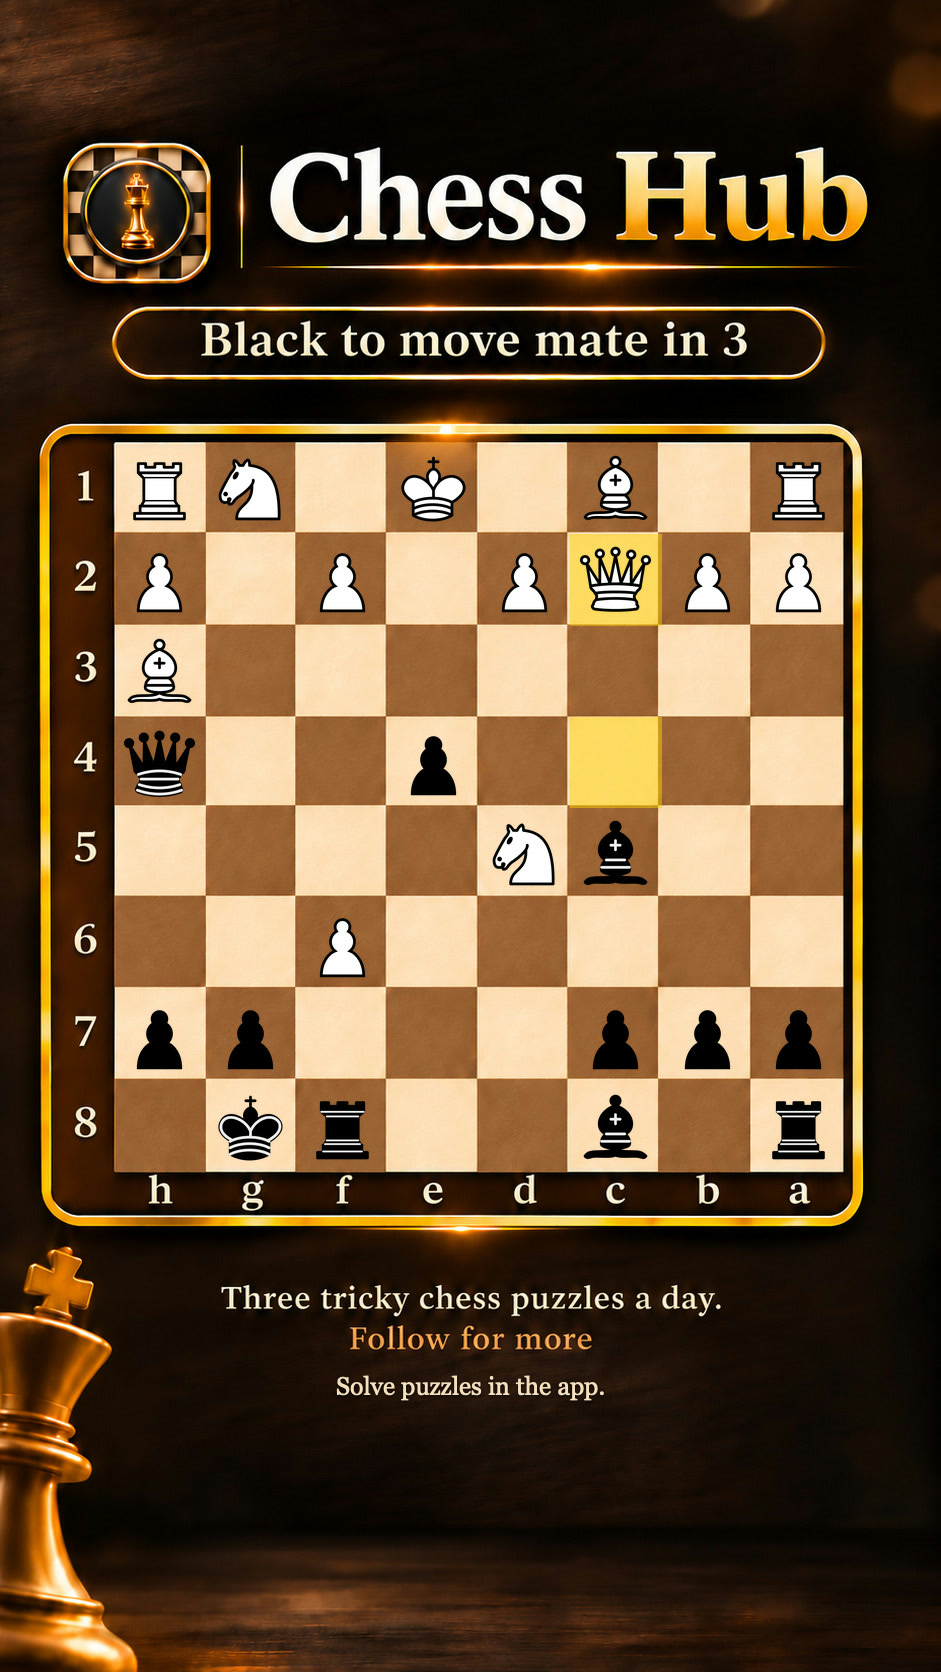 Chess Hub
Black to move mate in 3
1
2
3
4
5
6
7
8
h g f e d c b a
Three tricky chess puzzles a day.
Follow for more
Solve puzzles in the app.